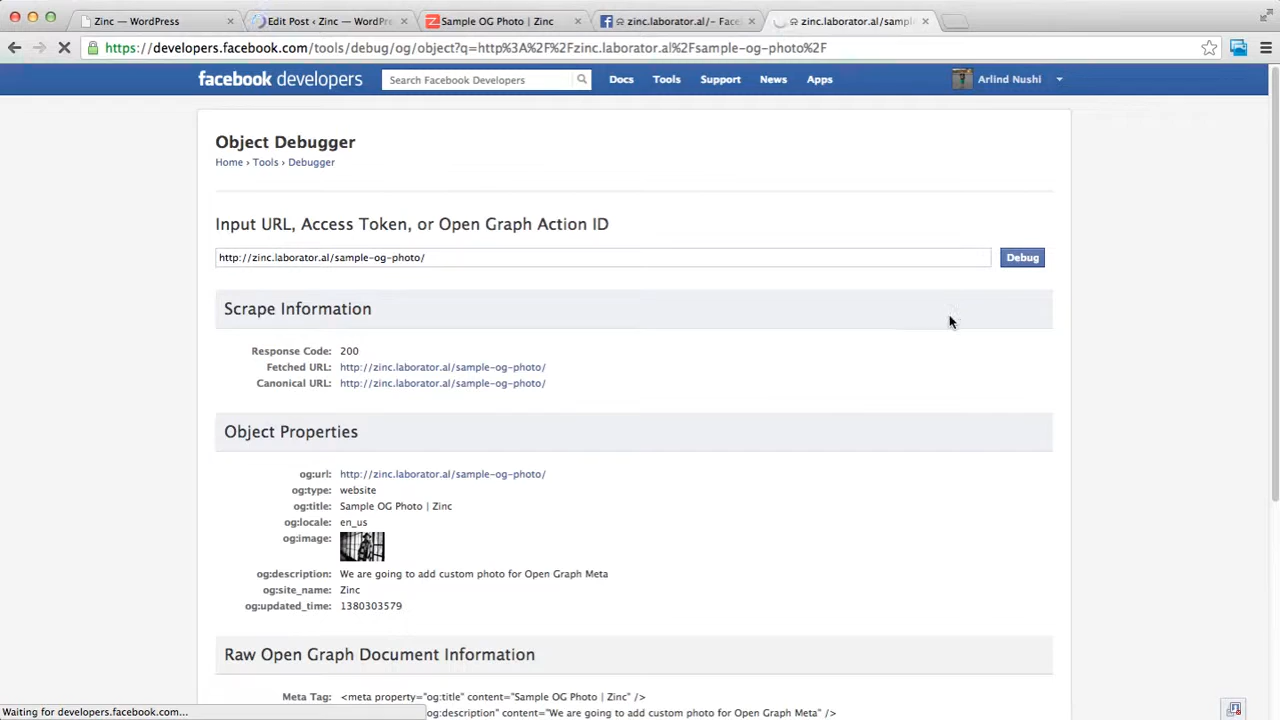 Zinc — WordPress
Edit Post ‹ Zinc — WordPre
Sample OG Photo | Zinc
zinc.laborator.al/– Face
zinc.laborator.al/sampl
https://developers.facebook.com/tools/debug/og/object?q=http%3A%2F%2Fzinc.laborator.al%2Fsample-og-photo%2F
facebook developers
Search Facebook Developers
Docs Tools Support News Apps
Arlind Nushi
Object Debugger
Home › Tools › Debugger
Input URL, Access Token, or Open Graph Action ID
http://zinc.laborator.al/sample-og-photo/
Debug
Scrape Information
Response Code: 200
Fetched URL: http://zinc.laborator.al/sample-og-photo/
Canonical URL: http://zinc.laborator.al/sample-og-photo/
Object Properties
og:url: http://zinc.laborator.al/sample-og-photo/
og:type: website
og:title: Sample OG Photo | Zinc
og:locale: en_us
og:image:
og:description: We are going to add custom photo for Open Graph Meta
og:site_name: Zinc
og:updated_time: 1380303579
Raw Open Graph Document Information
Meta Tag: <meta property="og:title" content="Sample OG Photo | Zinc" />
og:description" content="We are going to add custom photo for Open Graph Meta" />
Waiting for developers.facebook.com...